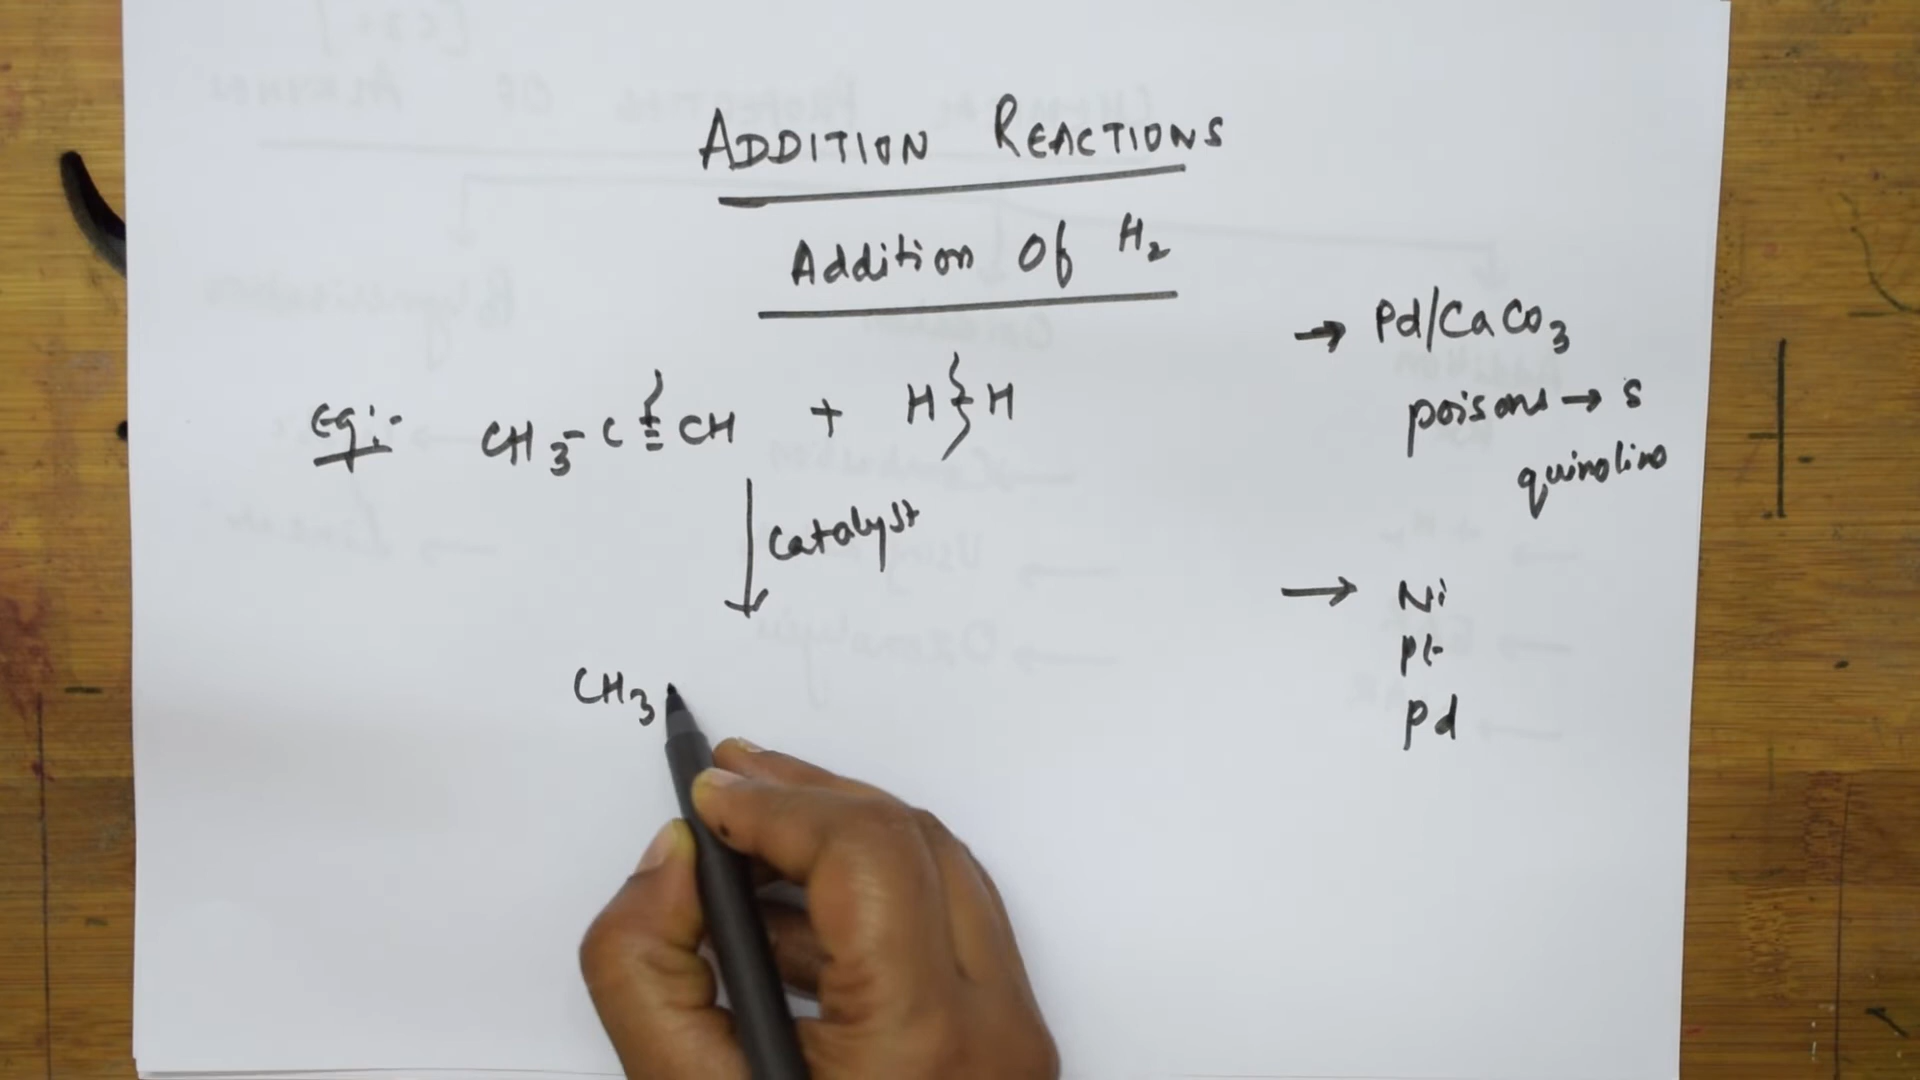 ADDITION REACTIONS
Addition Of H2
Eg:- CH3-C≡CH + H H
Catalyst
CH3
→ Pd/CaCO3
poisons → S
quinoline
→ Ni
Pt
Pd